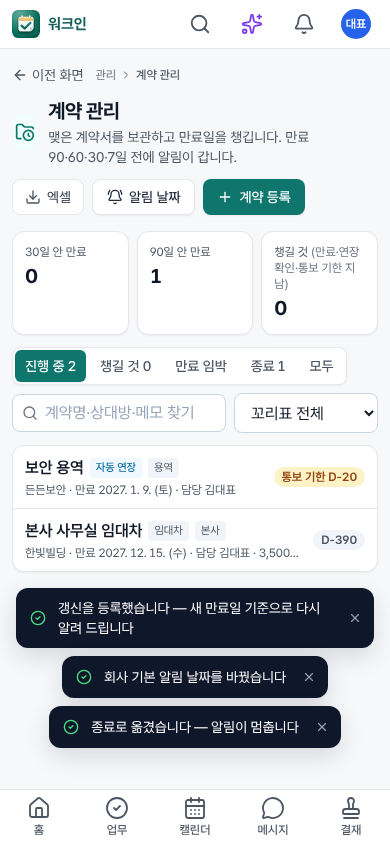 워크인
대표
이전 화면 관리 > 계약 관리
계약 관리
맺은 계약서를 보관하고 만료일을 챙깁니다. 만료
90·60·30·7일 전에 알림이 갑니다.
엑셀
알림 날짜
+ 계약 등록
30일 안 만료
0
90일 안 만료
1
챙길 것 (만료·연장
확인·통보 기한 지
남)
0
진행 중 2
챙길 것 0
만료 임박
종료 1
모두
계약명·상대방·메모 찾기
꼬리표 전체
보안 용역 자동 연장 용역
든든보안 · 만료 2027. 1. 9. (토) · 담당 김대표
통보 기한 D-20
본사 사무실 임대차 임대차 본사
한빛빌딩 · 만료 2027. 12. 15. (수) · 담당 김대표 · 3,500...
D-390
갱신을 등록했습니다 — 새 만료일 기준으로 다시
알려 드립니다
회사 기본 알림 날짜를 바꿨습니다
종료로 옮겼습니다 — 알림이 멈춥니다
홈
업무
캘린더
메시지
결재